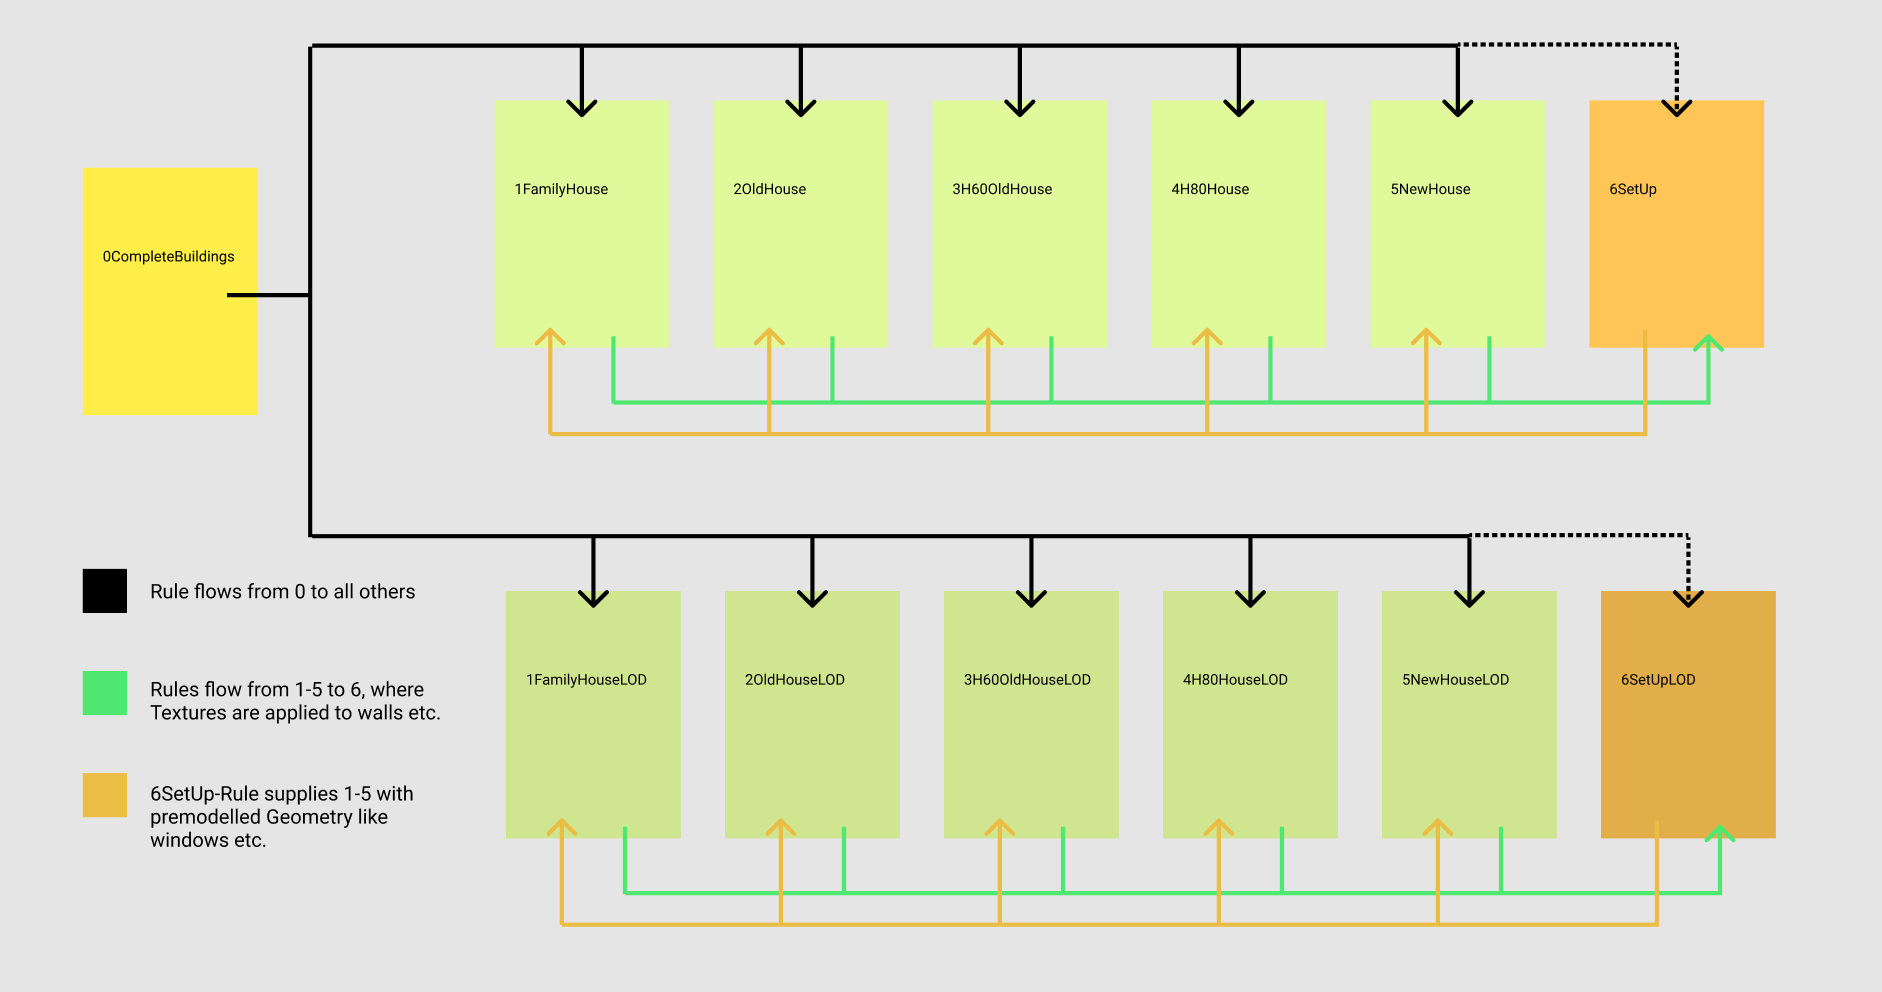 1FamilyHouse
2OldHouse
3H60OldHouse
4H80House
5NewHouse
6SetUp
0CompleteBuildings
Rule flows from 0 to all others
Rules flow from 1-5 to 6, where
Textures are applied to walls etc.
6SetUp-Rule supplies 1-5 with
premodelled Geometry like
windows etc.
1FamilyHouseLOD
2OldHouseLOD
3H60OldHouseLOD
4H80HouseLOD
5NewHouseLOD
6SetUpLOD